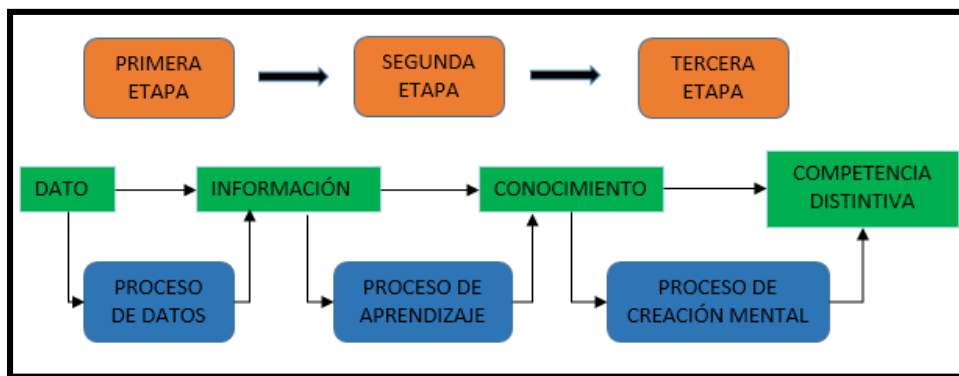 PRIMERA
ETAPA
SEGUNDA
ETAPA
TERCERA
ETAPA
DATO
INFORMACIÓN
CONOCIMIENTO
COMPETENCIA
DISTINTIVA
PROCESO
DE DATOS
PROCESO DE
APRENDIZAJE
PROCESO DE
CREACIÓN MENTAL